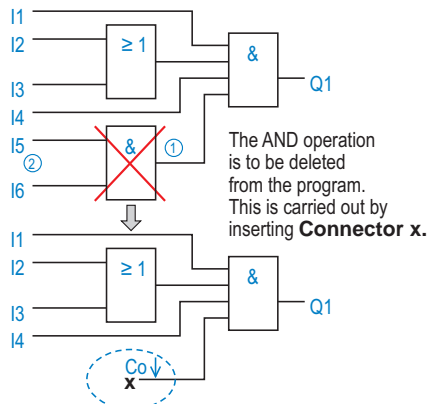 I1
I2
≥ 1
&
I3
Q1
I4
I5
&
①
②
I6
The AND operation
is to be deleted
from the program.
This is carried out by
inserting Connector x.
I1
I2
≥ 1
&
I3
Q1
I4
Co
x